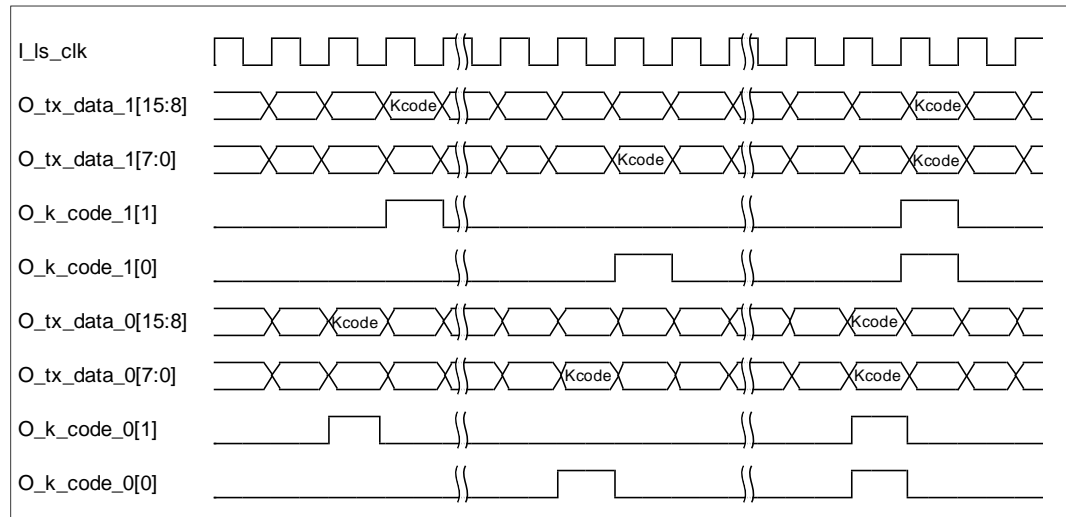 I_ls_clk
O_tx_data_1[15:8] Kcode Kcode
O_tx_data_1[7:0] Kcode Kcode
O_k_code_1[1]
O_k_code_1[0]
O_tx_data_0[15:8] Kcode Kcode
O_tx_data_0[7:0] Kcode Kcode
O_k_code_0[1]
O_k_code_0[0]